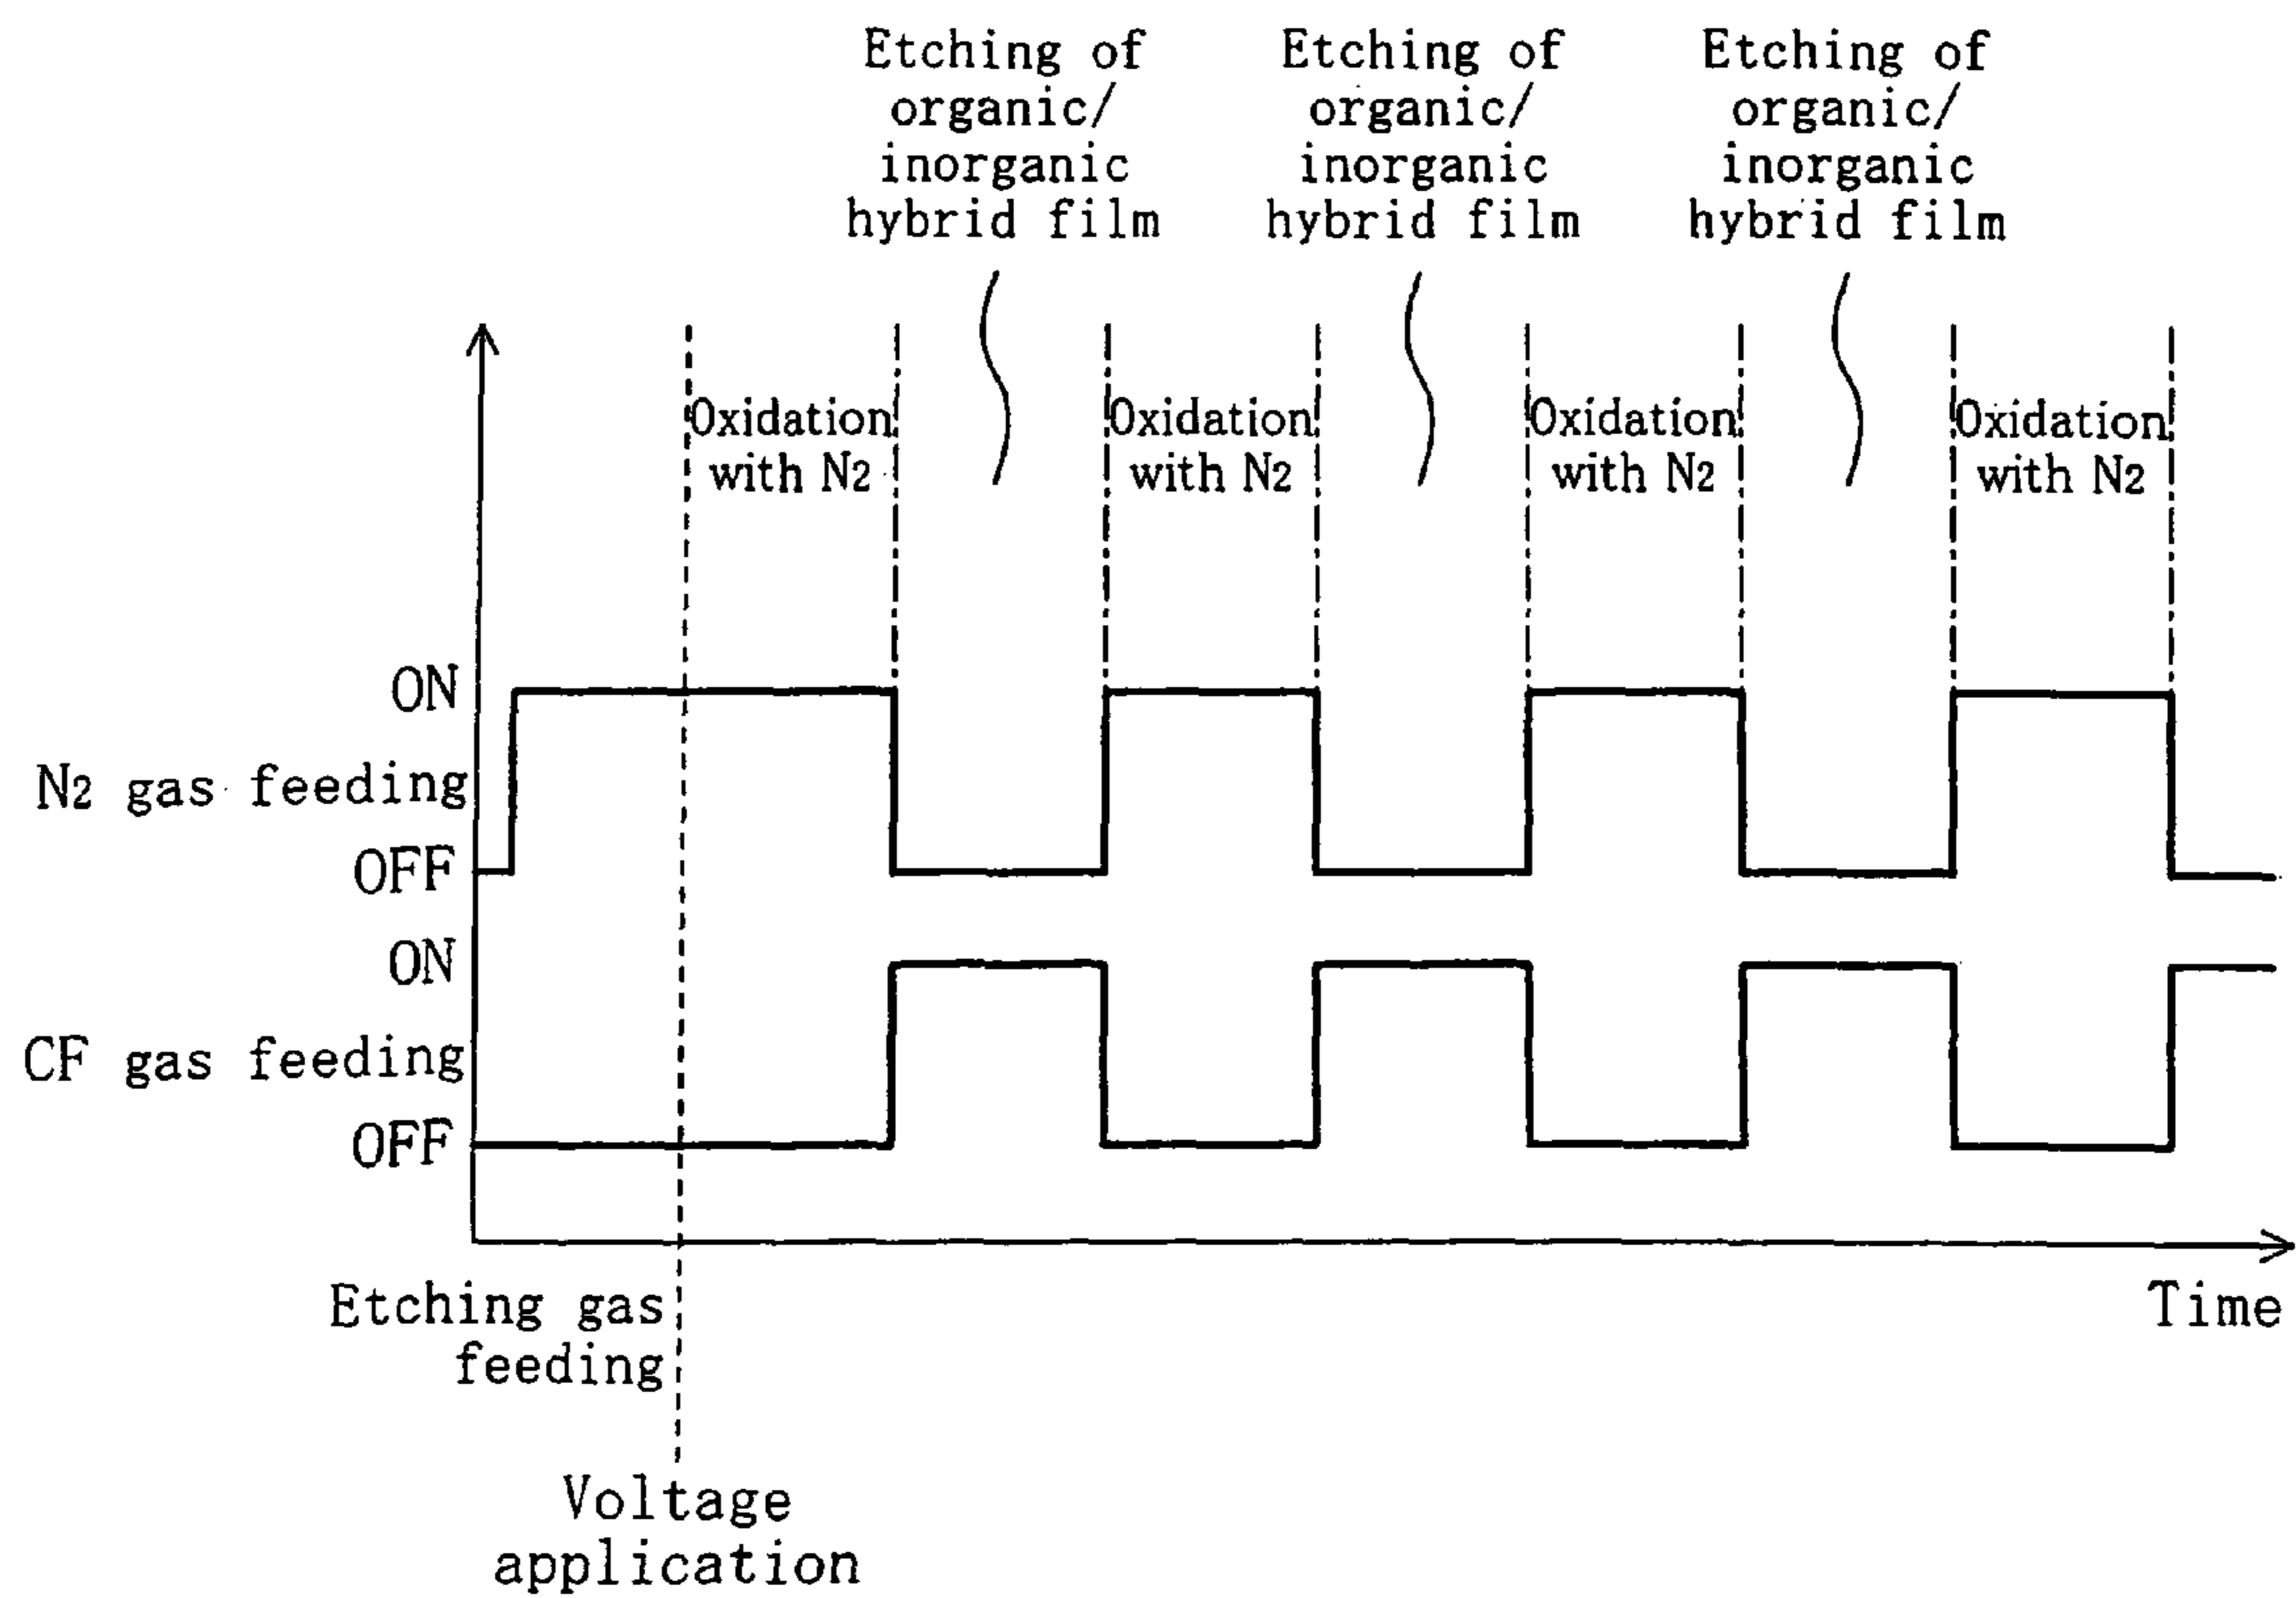 Etching of
organic/
inorganic
hybrid film
Etching of
organic/
inorganic
hybrid film
Etching of
organic/
inorganic
hybrid film
Oxidation
with N2
Oxidation
with N2
Oxidation
with N2
Oxidation
with N2
ON
N2 gas feeding
OFF
ON
CF gas feeding
OFF
Etching gas
feeding
Time
Voltage
application